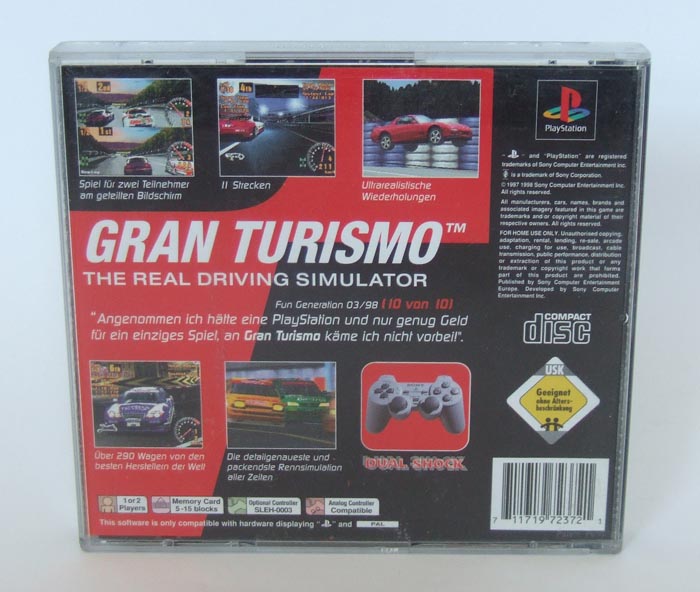 Spiel für zwei Teilnehmer
am geteilten Bildschirm
11 Strecken
Ultrarealistische
Wiederholungen
GRAN TURISMO™
THE REAL DRIVING SIMULATOR
Fun Generation 03/98 (10 von 10)
"Angenommen ich hätte eine PlayStation und nur genug Geld
für ein einziges Spiel, an Gran Turismo käme ich nicht vorbei!".
Über 290 Wagen von den
besten Herstellern der Welt
Die detailgenaueste und -
packendste Rennsimulation
aller Zeiten
DUAL SHOCK
1 or 2
Players
Memory Card
5 -15 blocks
Optional Controller
SLEH-0003
Analog Controller
Compatible
This software is only compatible with hardware displaying " " and PAL
PlayStation
" " and "PlayStation" are registered
trademarks of Sony Computer Entertainment Inc.
is a trademark of Sony Corporation.
© 1997 1998 Sony Computer Entertainment Inc.
All rights reserved.
All manufacturers, cars, names, brands and
associated imagery featured in this game are
trademarks and/or copyright material of their
respective owners. All rights reserved.
FOR HOME USE ONLY. Unauthorised copying,
adaptation, rental, lending, re-sale, arcade
use, charging for use, broadcast, cable
transmission, public performance, distribution
or extraction of this product or any
trademark or copyright work that forms
part of this product are prohibited.
Published by Sony Computer Entertainment
Europe. Developed by Sony Computer
Entertainment Inc.
COMPACT
disc
USK
Geeignet
ohne Alters-
beschränkung
7 11719 72372 1